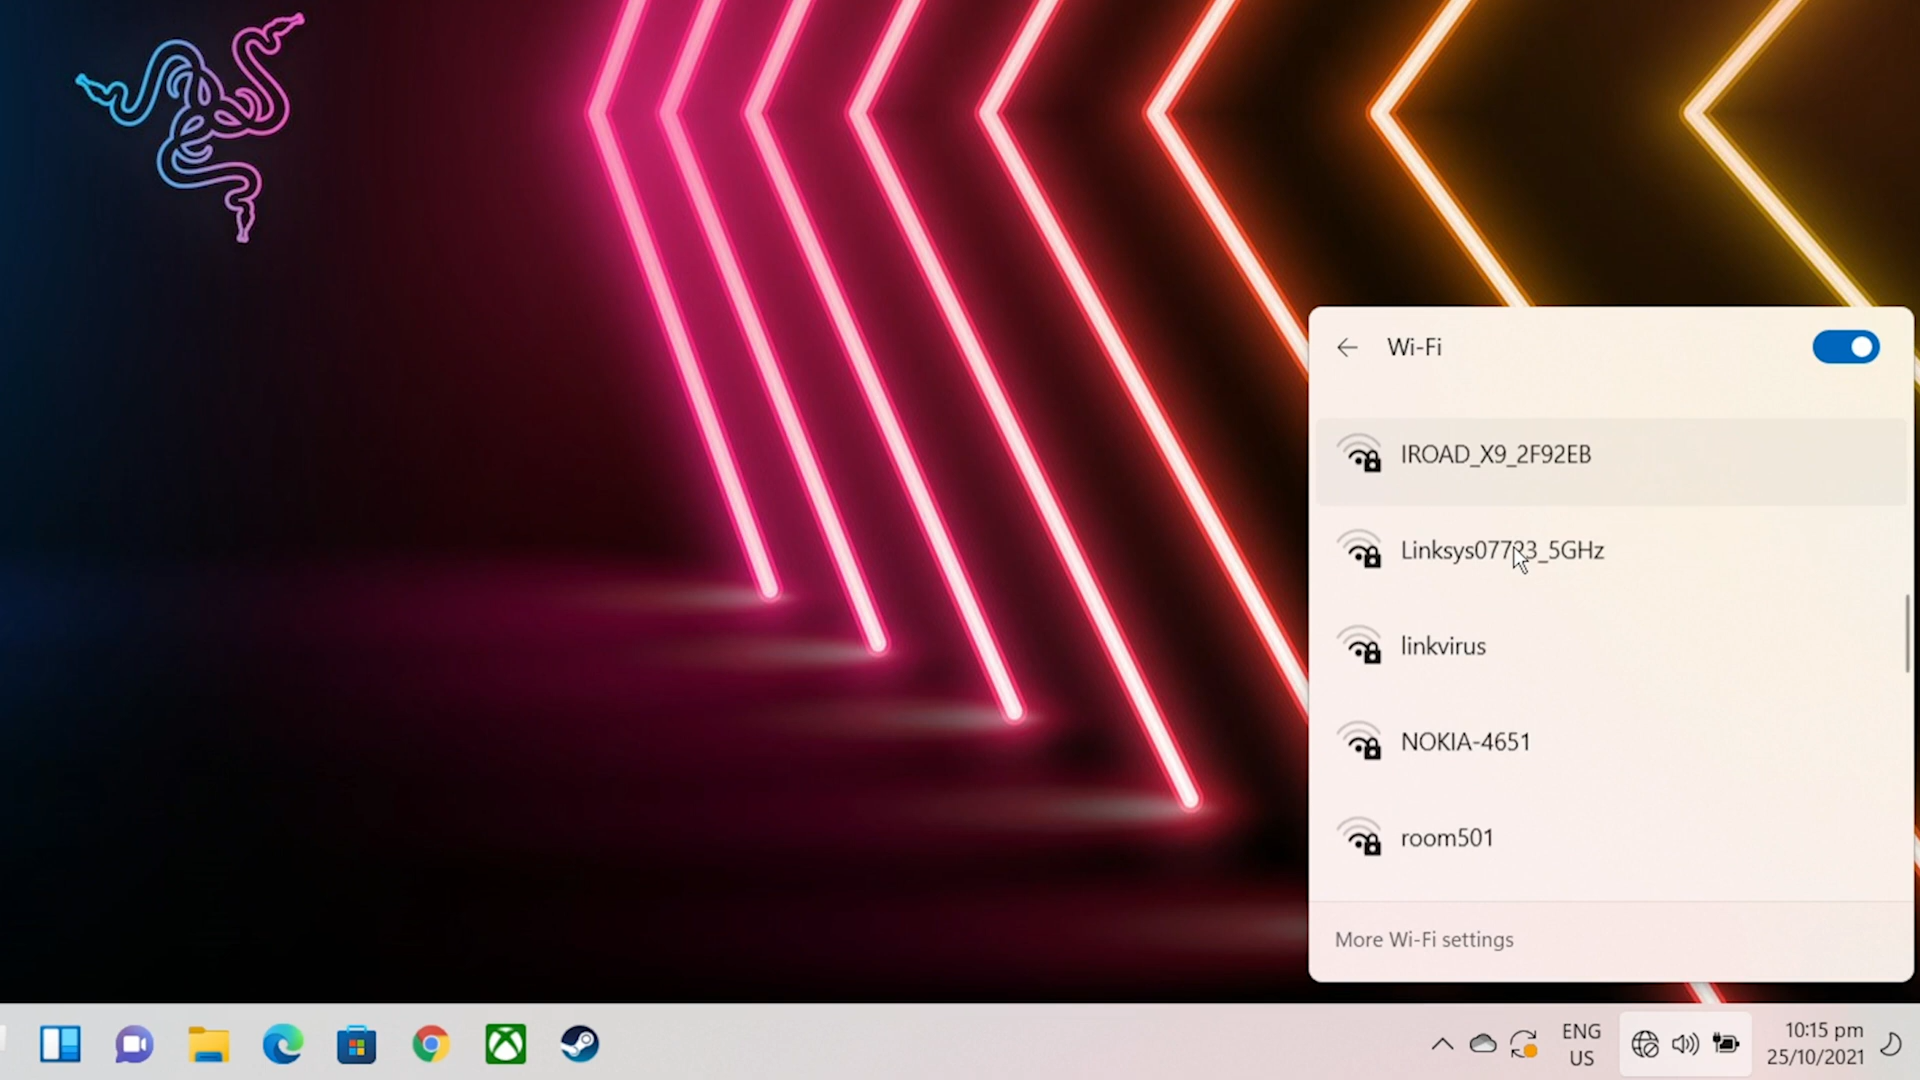 Wi-Fi
IROAD_X9_2F92EB
Linksys07723_5GHz
linkvirus
NOKIA-4651
room501
More Wi-Fi settings
ENG
US
10:15 pm
25/10/2021